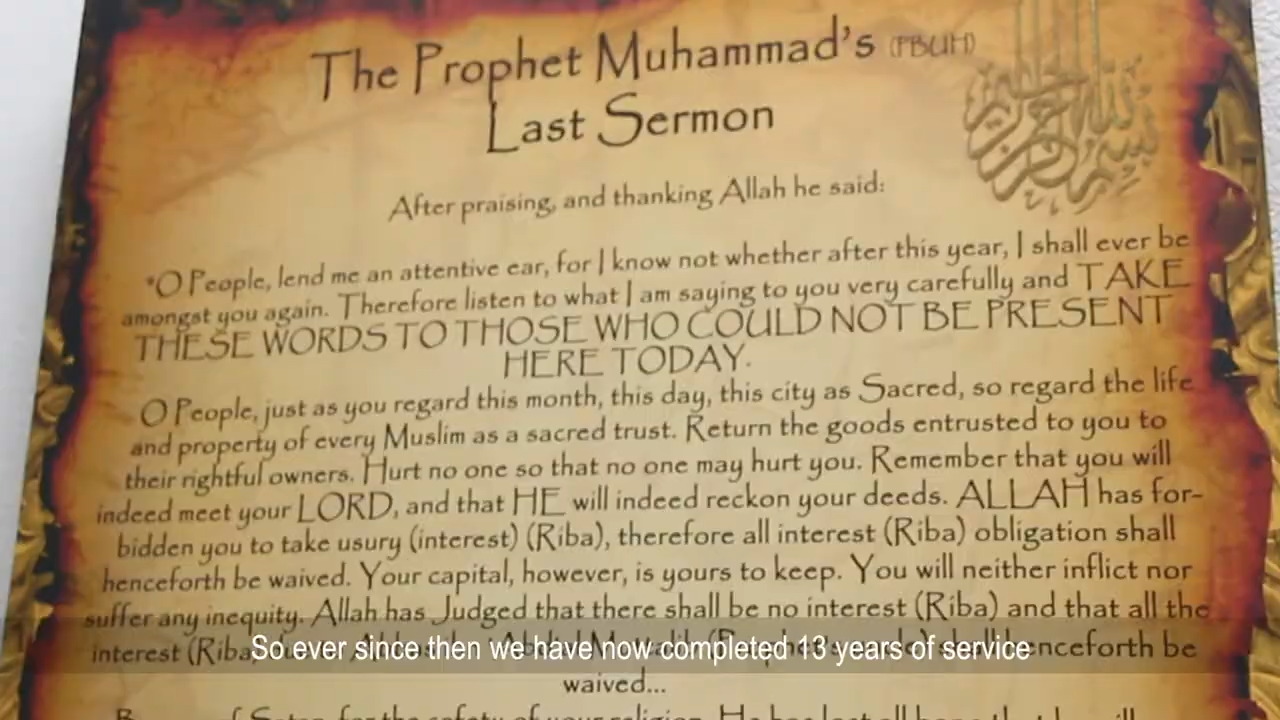 The Prophet Muhammad's (PBUH)
Last Sermon
بسم الله الرحمن الرحيم
After praising, and thanking Allah he said:
"O People, lend me an attentive ear, for I know not whether after this year, I shall ever be
amongst you again. Therefore listen to what I am saying to you very carefully and TAKE
THESE WORDS TO THOSE WHO COULD NOT BE PRESENT
HERE TODAY.
O People, just as you regard this month, this day, this city as Sacred, so regard the life
and property of every Muslim as a sacred trust. Return the goods entrusted to you to
their rightful owners. Hurt no one so that no one may hurt you. Remember that you will
indeed meet your LORD, and that HE will indeed reckon your deeds. ALLAH has for-
bidden you to take usury (interest) (Riba), therefore all interest (Riba) obligation shall
henceforth be waived. Your capital, however, is yours to keep. You will neither inflict nor
suffer any inequity. Allah has Judged that there shall be no interest (Riba) and that all the
interest (Riba) shall henceforth be
So ever since then we have now completed 13 years of service
waived...